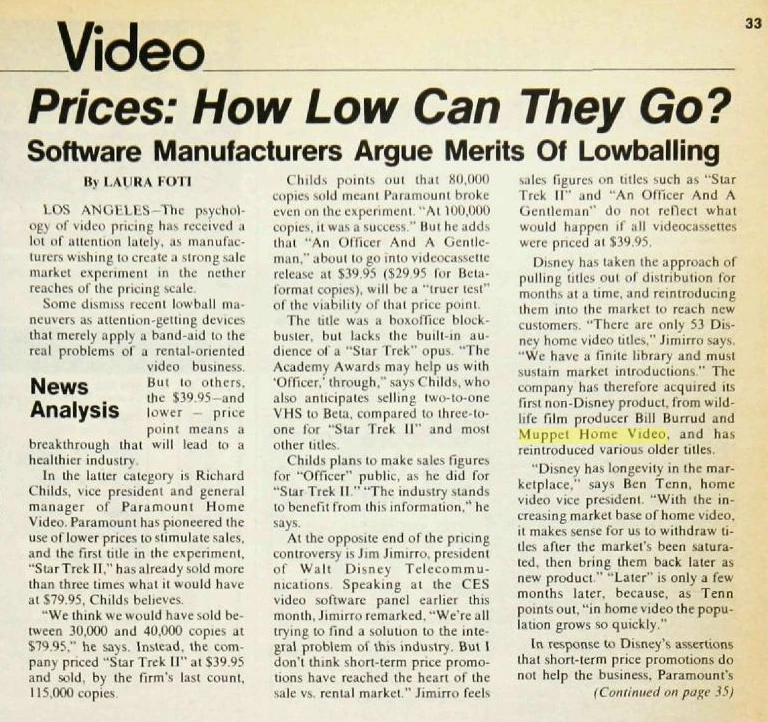 33
Video
Prices: How Low Can They Go?
Software Manufacturers Argue Merits Of Lowballing
By LAURA FOTI
LOS ANGELES—The psychol-
ogy of video pricing has received a
lot of attention lately, as manufac-
turers wishing to create a strong sale
market experiment in the nether
reaches of the pricing scale.
Some dismiss recent lowball ma-
neuvers as attention-getting devices
that merely apply a band-aid to the
real problems of a rental-oriented
video business.
News
Analysis
But to others,
the $39.95—and
lower — price
point means a
breakthrough that will lead to a
healthier industry.
In the latter category is Richard
Childs, vice president and general
manager of Paramount Home
Video. Paramount has pioneered the
use of lower prices to stimulate sales,
and the first title in the experiment,
"Star Trek II," has already sold more
than three times what it would have
at $79.95, Childs believes.
"We think we would have sold be-
tween 30,000 and 40,000 copies at
$79.95," he says. Instead, the com-
pany priced "Star Trek II" at $39.95
and sold, by the firm's last count,
115,000 copies.
Childs points out that 80,000
copies sold meant Paramount broke
even on the experiment. "At 100,000
copies, it was a success." But he adds
that "An Officer And A Gentle-
man," about to go into videocassette
release at $39.95 ($29.95 for Beta-
format copies), will be a "truer test"
of the viability of that price point.
The title was a boxoffice block-
buster, but lacks the built-in au-
dience of a "Star Trek" opus. "The
Academy Awards may help us with
'Officer,' through," says Childs, who
also anticipates selling two-to-one
VHS to Beta, compared to three-to-
one for "Star Trek II" and most
other titles.
Childs plans to make sales figures
for "Officer" public, as he did for
"Star Trek II." "The industry stands
to benefit from this information," he
says.
At the opposite end of the pricing
controversy is Jim Jimirro, president
of Walt Disney Telecommu-
nications. Speaking at the CES
video software panel earlier this
month, Jimirro remarked, "We're all
trying to find a solution to the inte-
gral problem of this industry. But I
don't think short-term price promo-
tions have reached the heart of the
sale vs. rental market." Jimirro feels
sales figures on titles such as "Star
Trek II" and "An Officer And A
Gentleman" do not reflect what
would happen if all videocassettes
were priced at $39.95.
Disney has taken the approach of
pulling titles out of distribution for
months at a time, and reintroducing
them into the market to reach new
customers. "There are only 53 Dis-
ney home video titles," Jimirro says.
"We have a finite library and must
sustain market introductions." The
company has therefore acquired its
first non-Disney product, from wild-
life film producer Bill Burrud and
Muppet Home Video, and has
reintroduced various older titles.
"Disney has longevity in the mar-
ketplace," says Ben Tenn, home
video vice president. "With the in-
creasing market base of home video,
it makes sense for us to withdraw ti-
tles after the market's been satura-
ted, then bring them back later as
new product." "Later" is only a few
months later, because, as Tenn
points out, "in home video the popu-
lation grows so quickly."
In response to Disney's assertions
that short-term price promotions do
not help the business, Paramount's
(Continued on page 35)